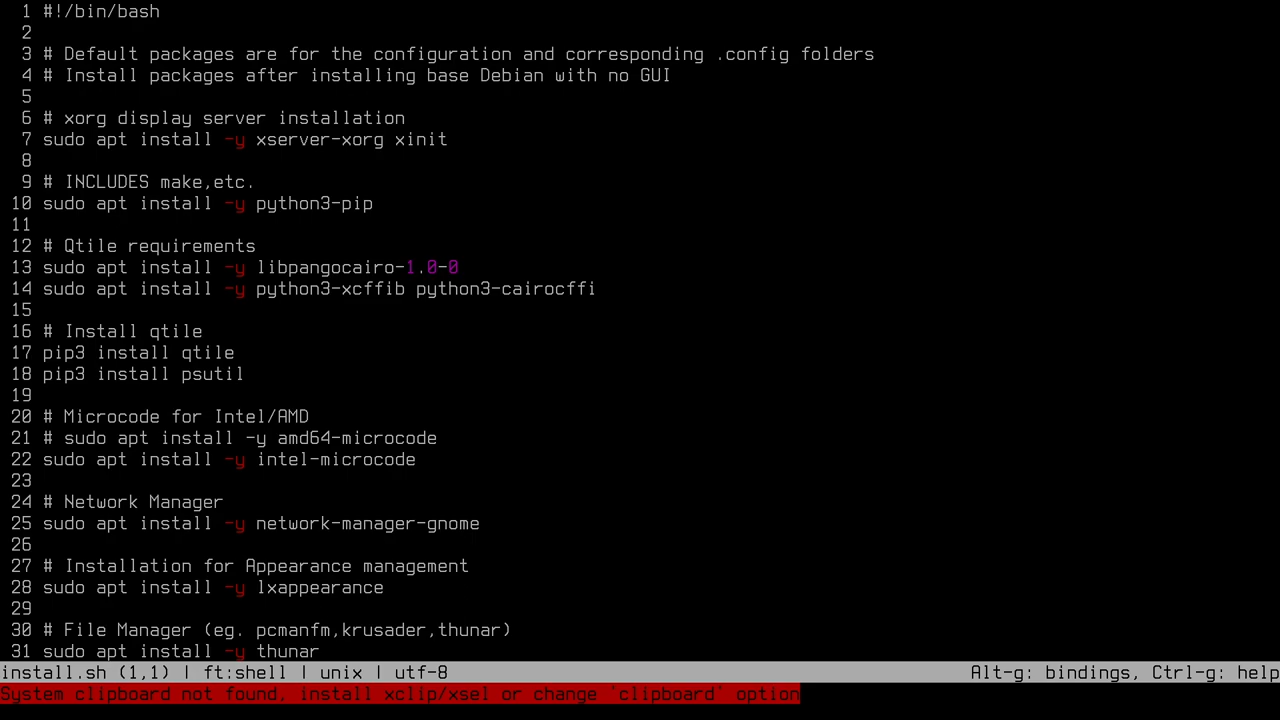 1 #!/bin/bash
2
3 # Default packages are for the configuration and corresponding .config folders
4 # Install packages after installing base Debian with no GUI
5
6 # xorg display server installation
7 sudo apt install -y xserver-xorg xinit
8
9 # INCLUDES make,etc.
10 sudo apt install -y python3-pip
11
12 # Qtile requirements
13 sudo apt install -y libpangocairo-1.0-0
14 sudo apt install -y python3-xcffib python3-cairocffi
15
16 # Install qtile
17 pip3 install qtile
18 pip3 install psutil
19
20 # Microcode for Intel/AMD
21 # sudo apt install -y amd64-microcode
22 sudo apt install -y intel-microcode
23
24 # Network Manager
25 sudo apt install -y network-manager-gnome
26
27 # Installation for Appearance management
28 sudo apt install -y lxappearance
29
30 # File Manager (eg. pcmanfm,krusader,thunar)
31 sudo apt install -y thunar
install.sh (1,1) | ft:shell | unix | utf-8 Alt-g: bindings, Ctrl-g: help
System clipboard not found, install xclip/xsel or change `clipboard` option